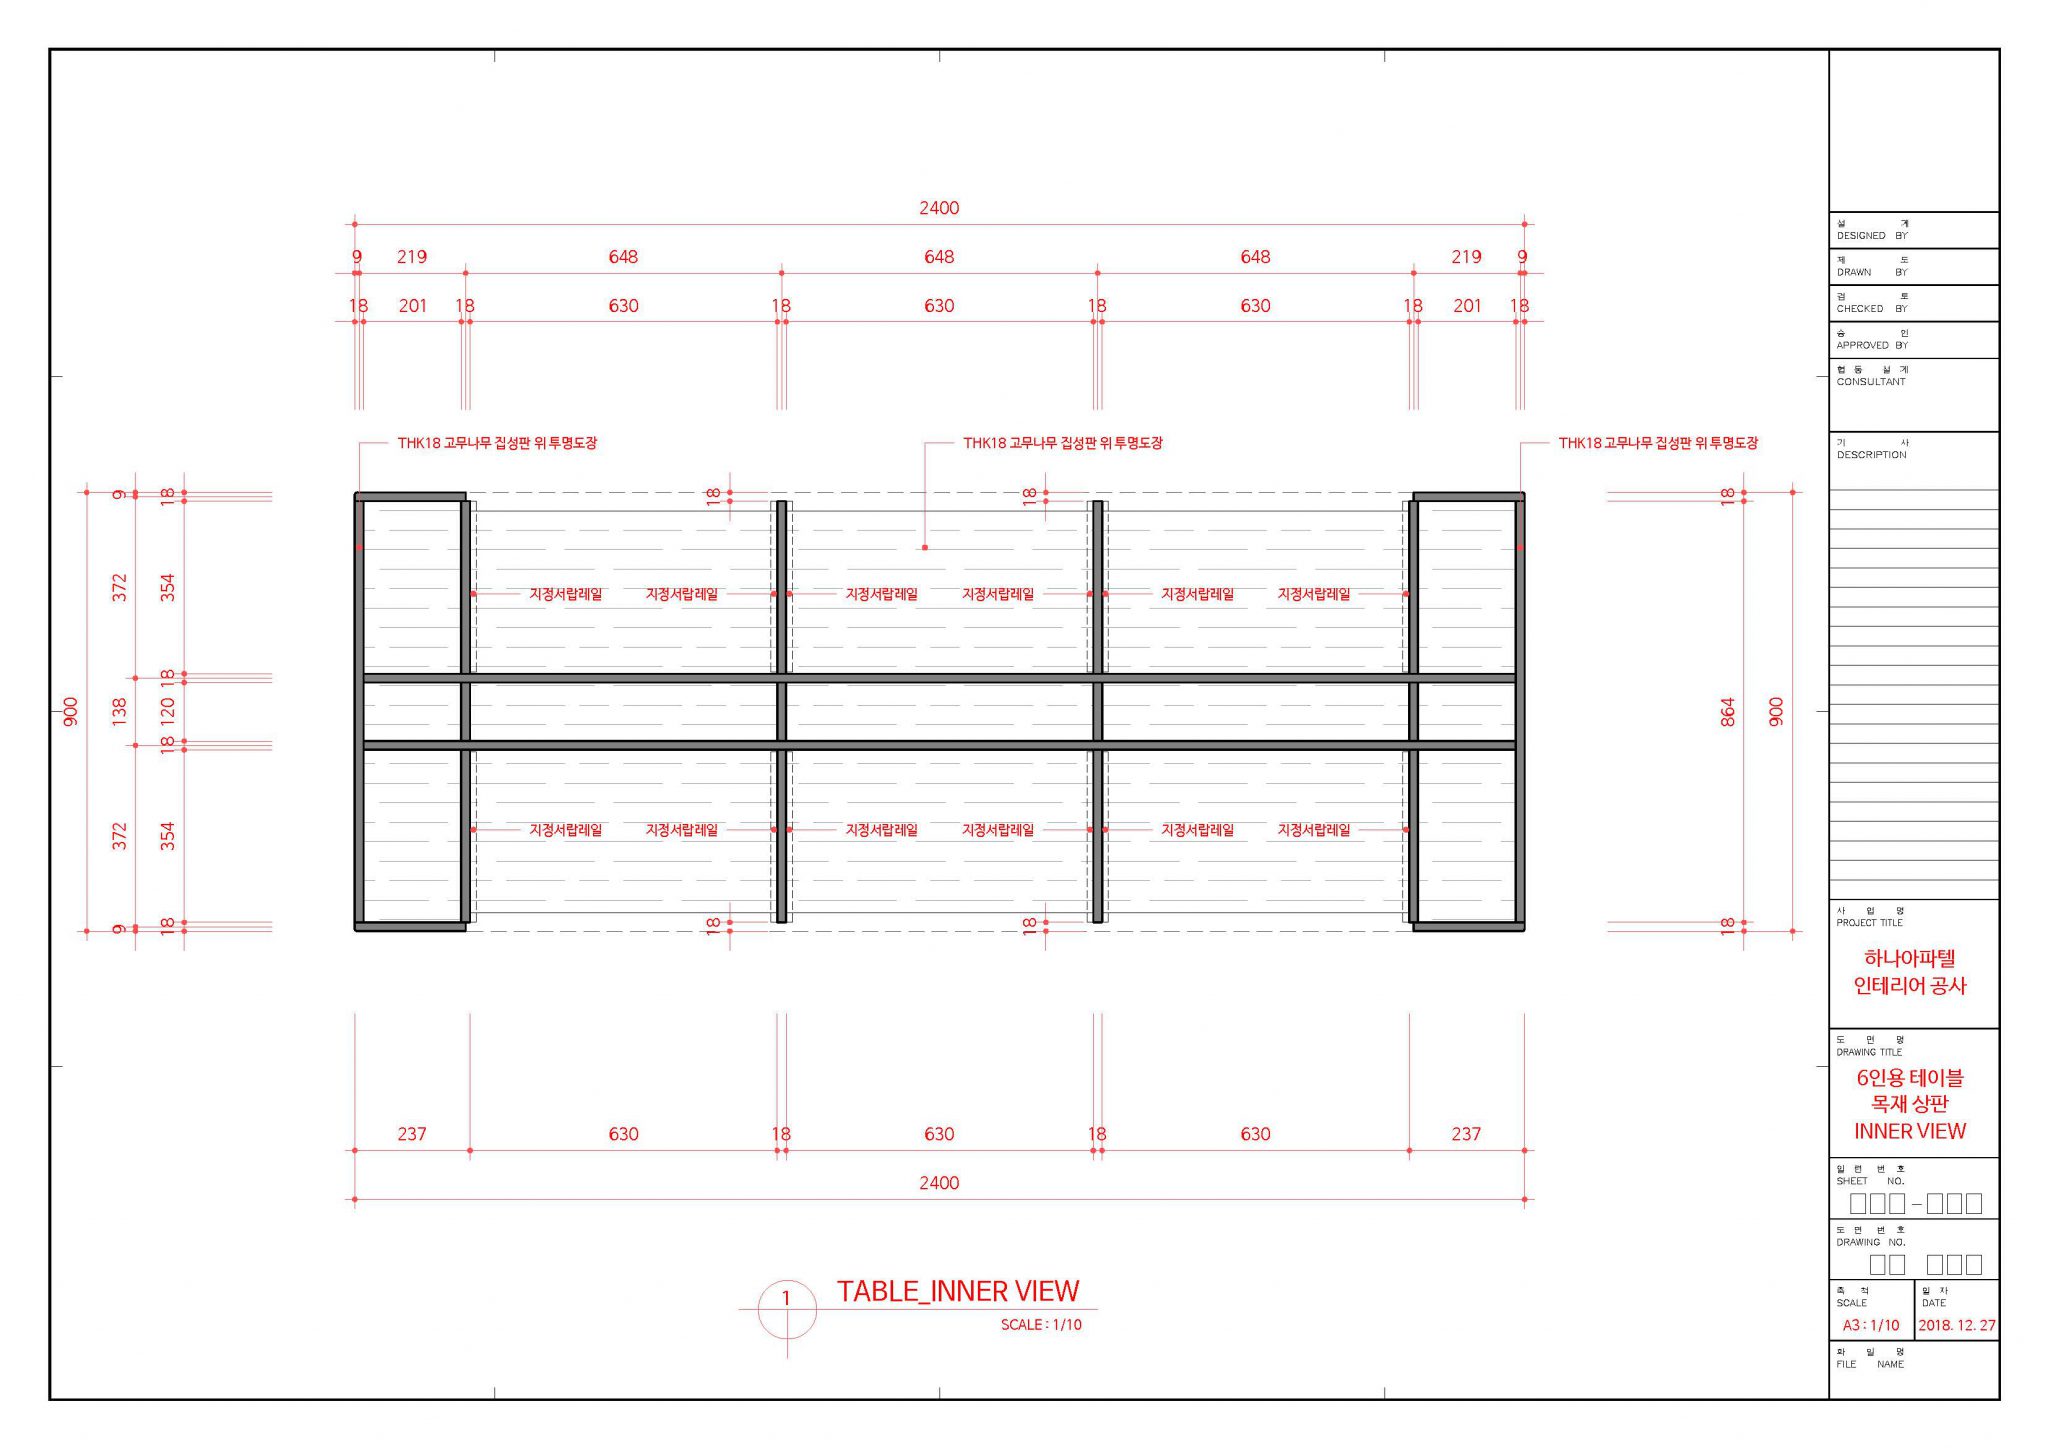 2400
9 219 648 648 648 219 9
18 201 18 630 18 630 18 630 18 201 18
THK18 고무나무 집성판 위 투명도장
THK18 고무나무 집성판 위 투명도장
THK18 고무나무 집성판 위 투명도장
900
9
372
138
372
9
18
354
18
120
18
354
18
18
18
지정서랍레일 지정서랍레일 지정서랍레일 지정서랍레일 지정서랍레일 지정서랍레일
지정서랍레일 지정서랍레일 지정서랍레일 지정서랍레일 지정서랍레일 지정서랍레일
18
18
18
864
18
900
237 630 18 630 18 630 237
2400
1
TABLE_INNER VIEW
SCALE : 1/10
설 계
DESIGNED BY
제 도
DRAWN BY
검 토
CHECKED BY
승 인
APPROVED BY
협 동 설 계
CONSULTANT
기 사
DESCRIPTION
사 업 명
PROJECT TITLE
하나아파텔
인테리어 공사
도 면 명
DRAWING TITLE
6인용 테이블
목재 상판
INNER VIEW
일 련 번 호
SHEET NO.
도 면 번 호
DRAWING NO.
축 척
SCALE
A3 : 1/10
일 자
DATE
2018. 12. 27
화 일 명
FILE NAME